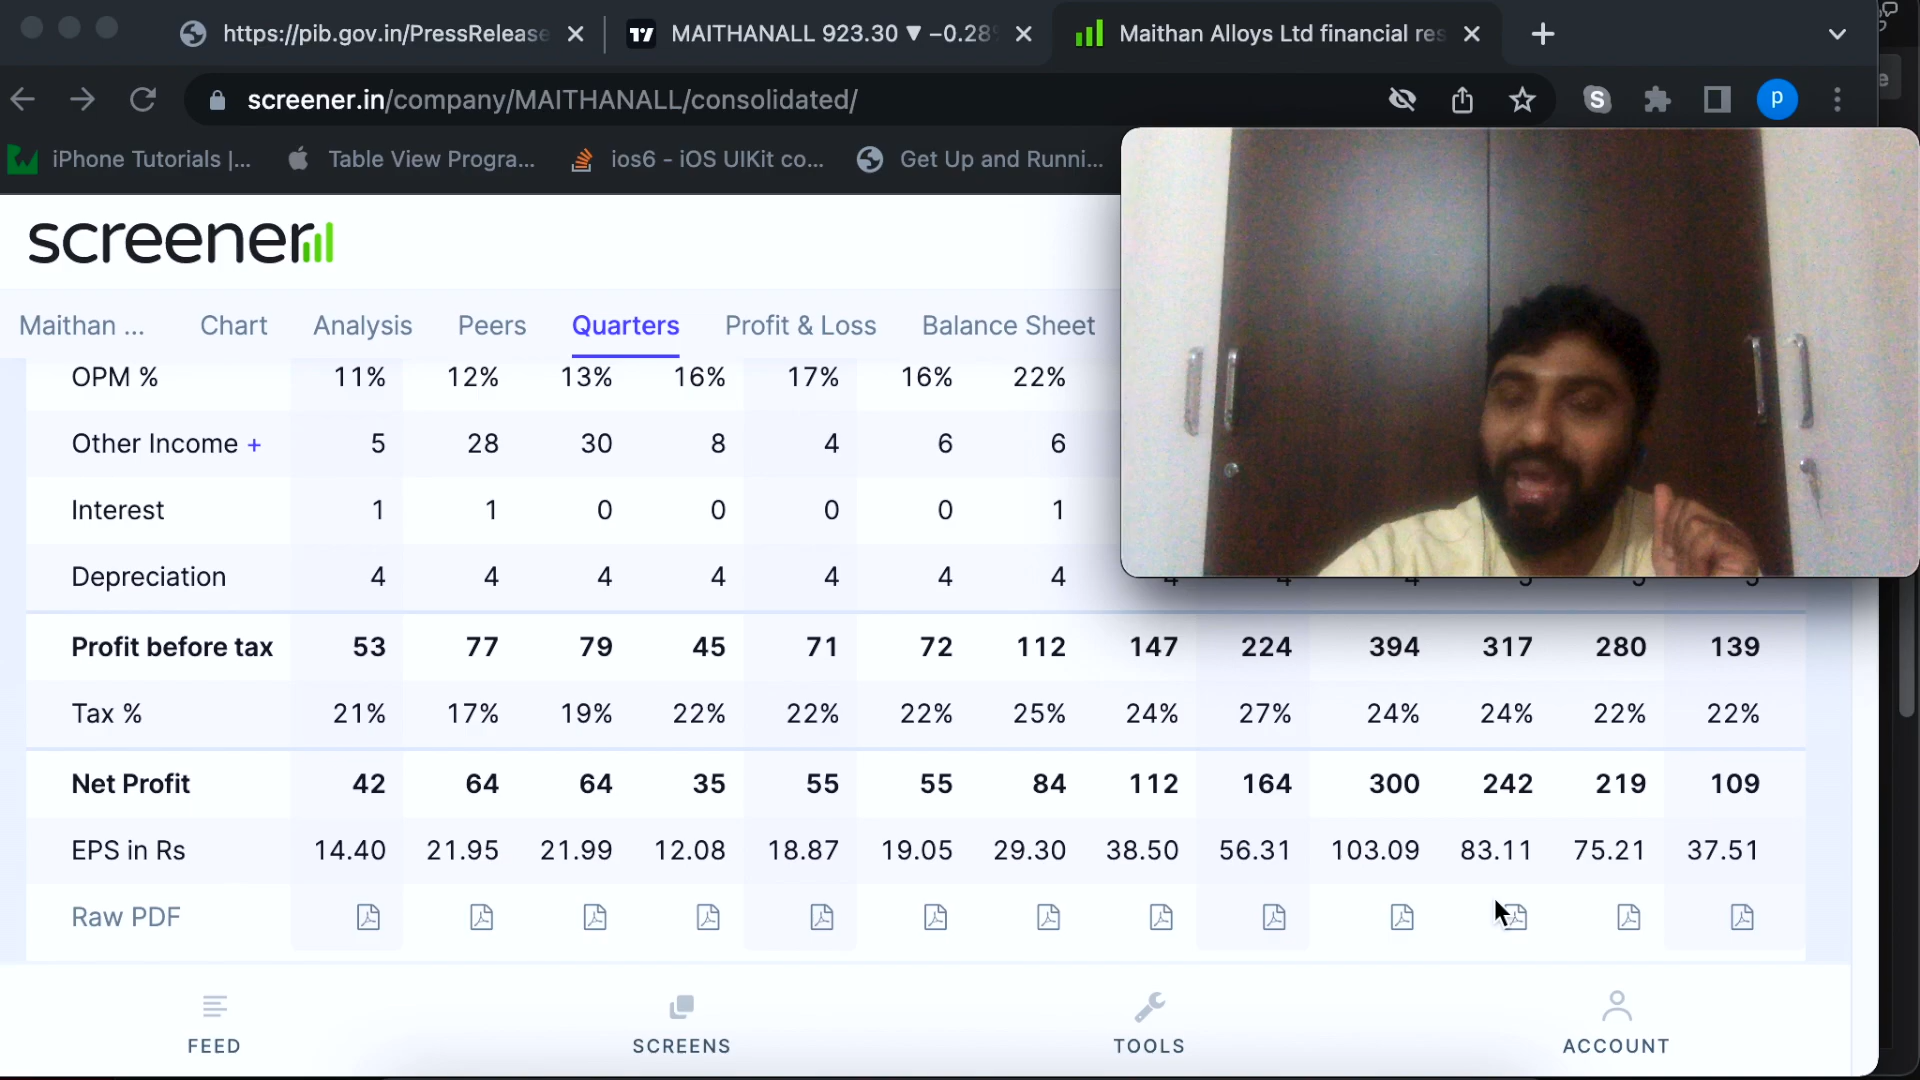 https://pib.gov.in/PressRelease
MAITHANALL 923.30 ▼ −0.28%
Maithan Alloys Ltd financial res
screener.in/company/MAITHANALL/consolidated/
S
p
iPhone Tutorials |...
Table View Progra...
ios6 - iOS UIKit co...
Get Up and Runni...
screener
Maithan ... Chart Analysis Peers Quarters Profit & Loss Balance Sheet
OPM % 11% 12% 13% 16% 17% 16% 22%
Other Income + 5 28 30 8 4 6 6
Interest 1 1 0 0 0 0 1
Depreciation 4 4 4 4 4 4 4
Profit before tax 53 77 79 45 71 72 112 147 224 394 317 280 139
Tax % 21% 17% 19% 22% 22% 22% 25% 24% 27% 24% 24% 22% 22%
Net Profit 42 64 64 35 55 55 84 112 164 300 242 219 109
EPS in Rs 14.40 21.95 21.99 12.08 18.87 19.05 29.30 38.50 56.31 103.09 83.11 75.21 37.51
Raw PDF
FEED SCREENS TOOLS ACCOUNT